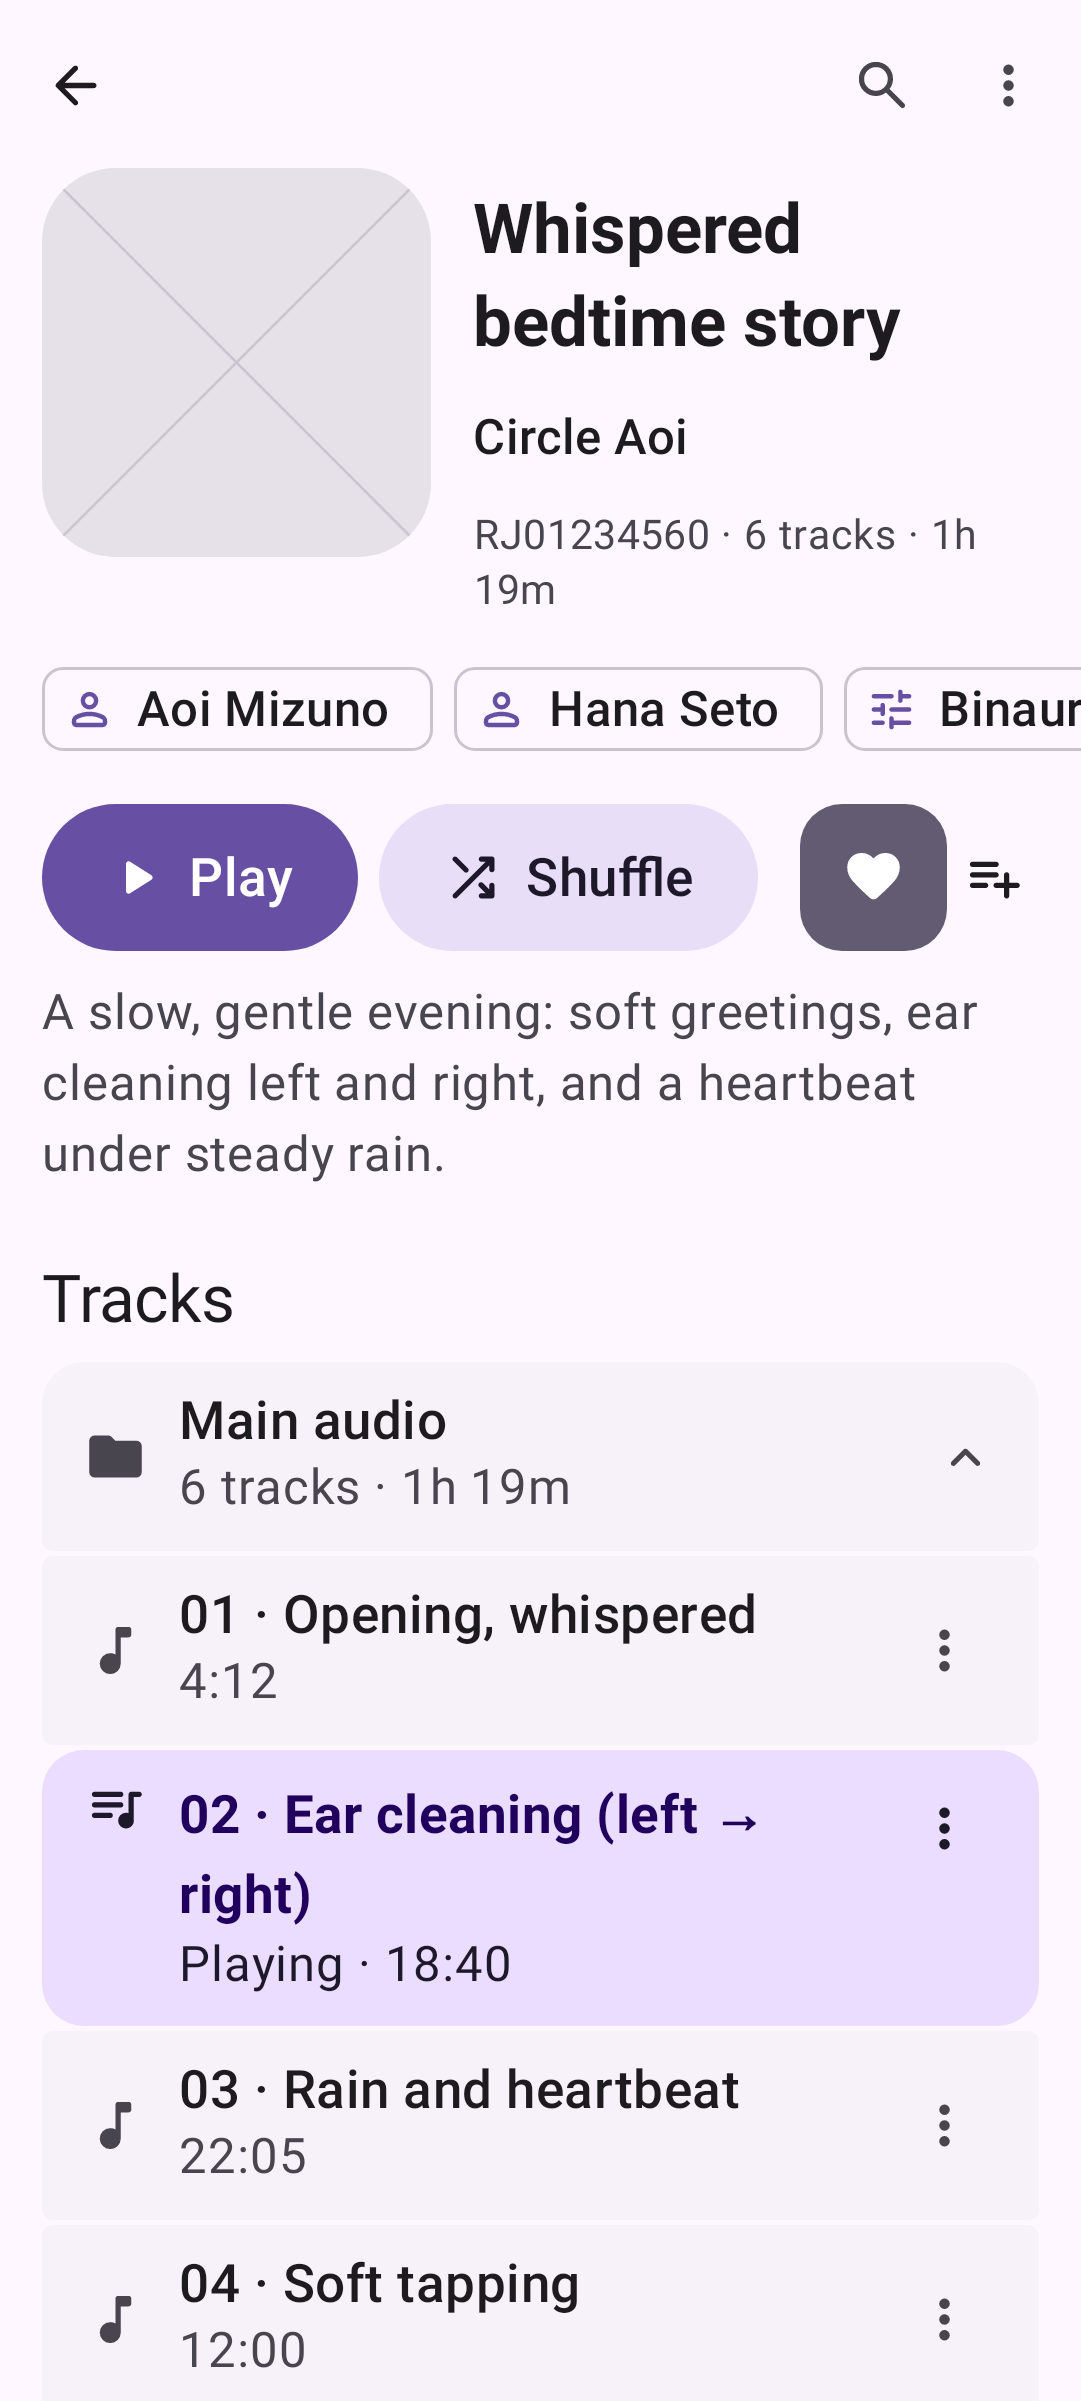 Whispered
bedtime story
Circle Aoi
RJ01234560 · 6 tracks · 1h
19m
Aoi Mizuno
Hana Seto
Binaur
Play
Shuffle
A slow, gentle evening: soft greetings, ear
cleaning left and right, and a heartbeat
under steady rain.
Tracks
Main audio
6 tracks · 1h 19m
01 · Opening, whispered
4:12
02 · Ear cleaning (left →
right)
Playing · 18:40
03 · Rain and heartbeat
22:05
04 · Soft tapping
12:00